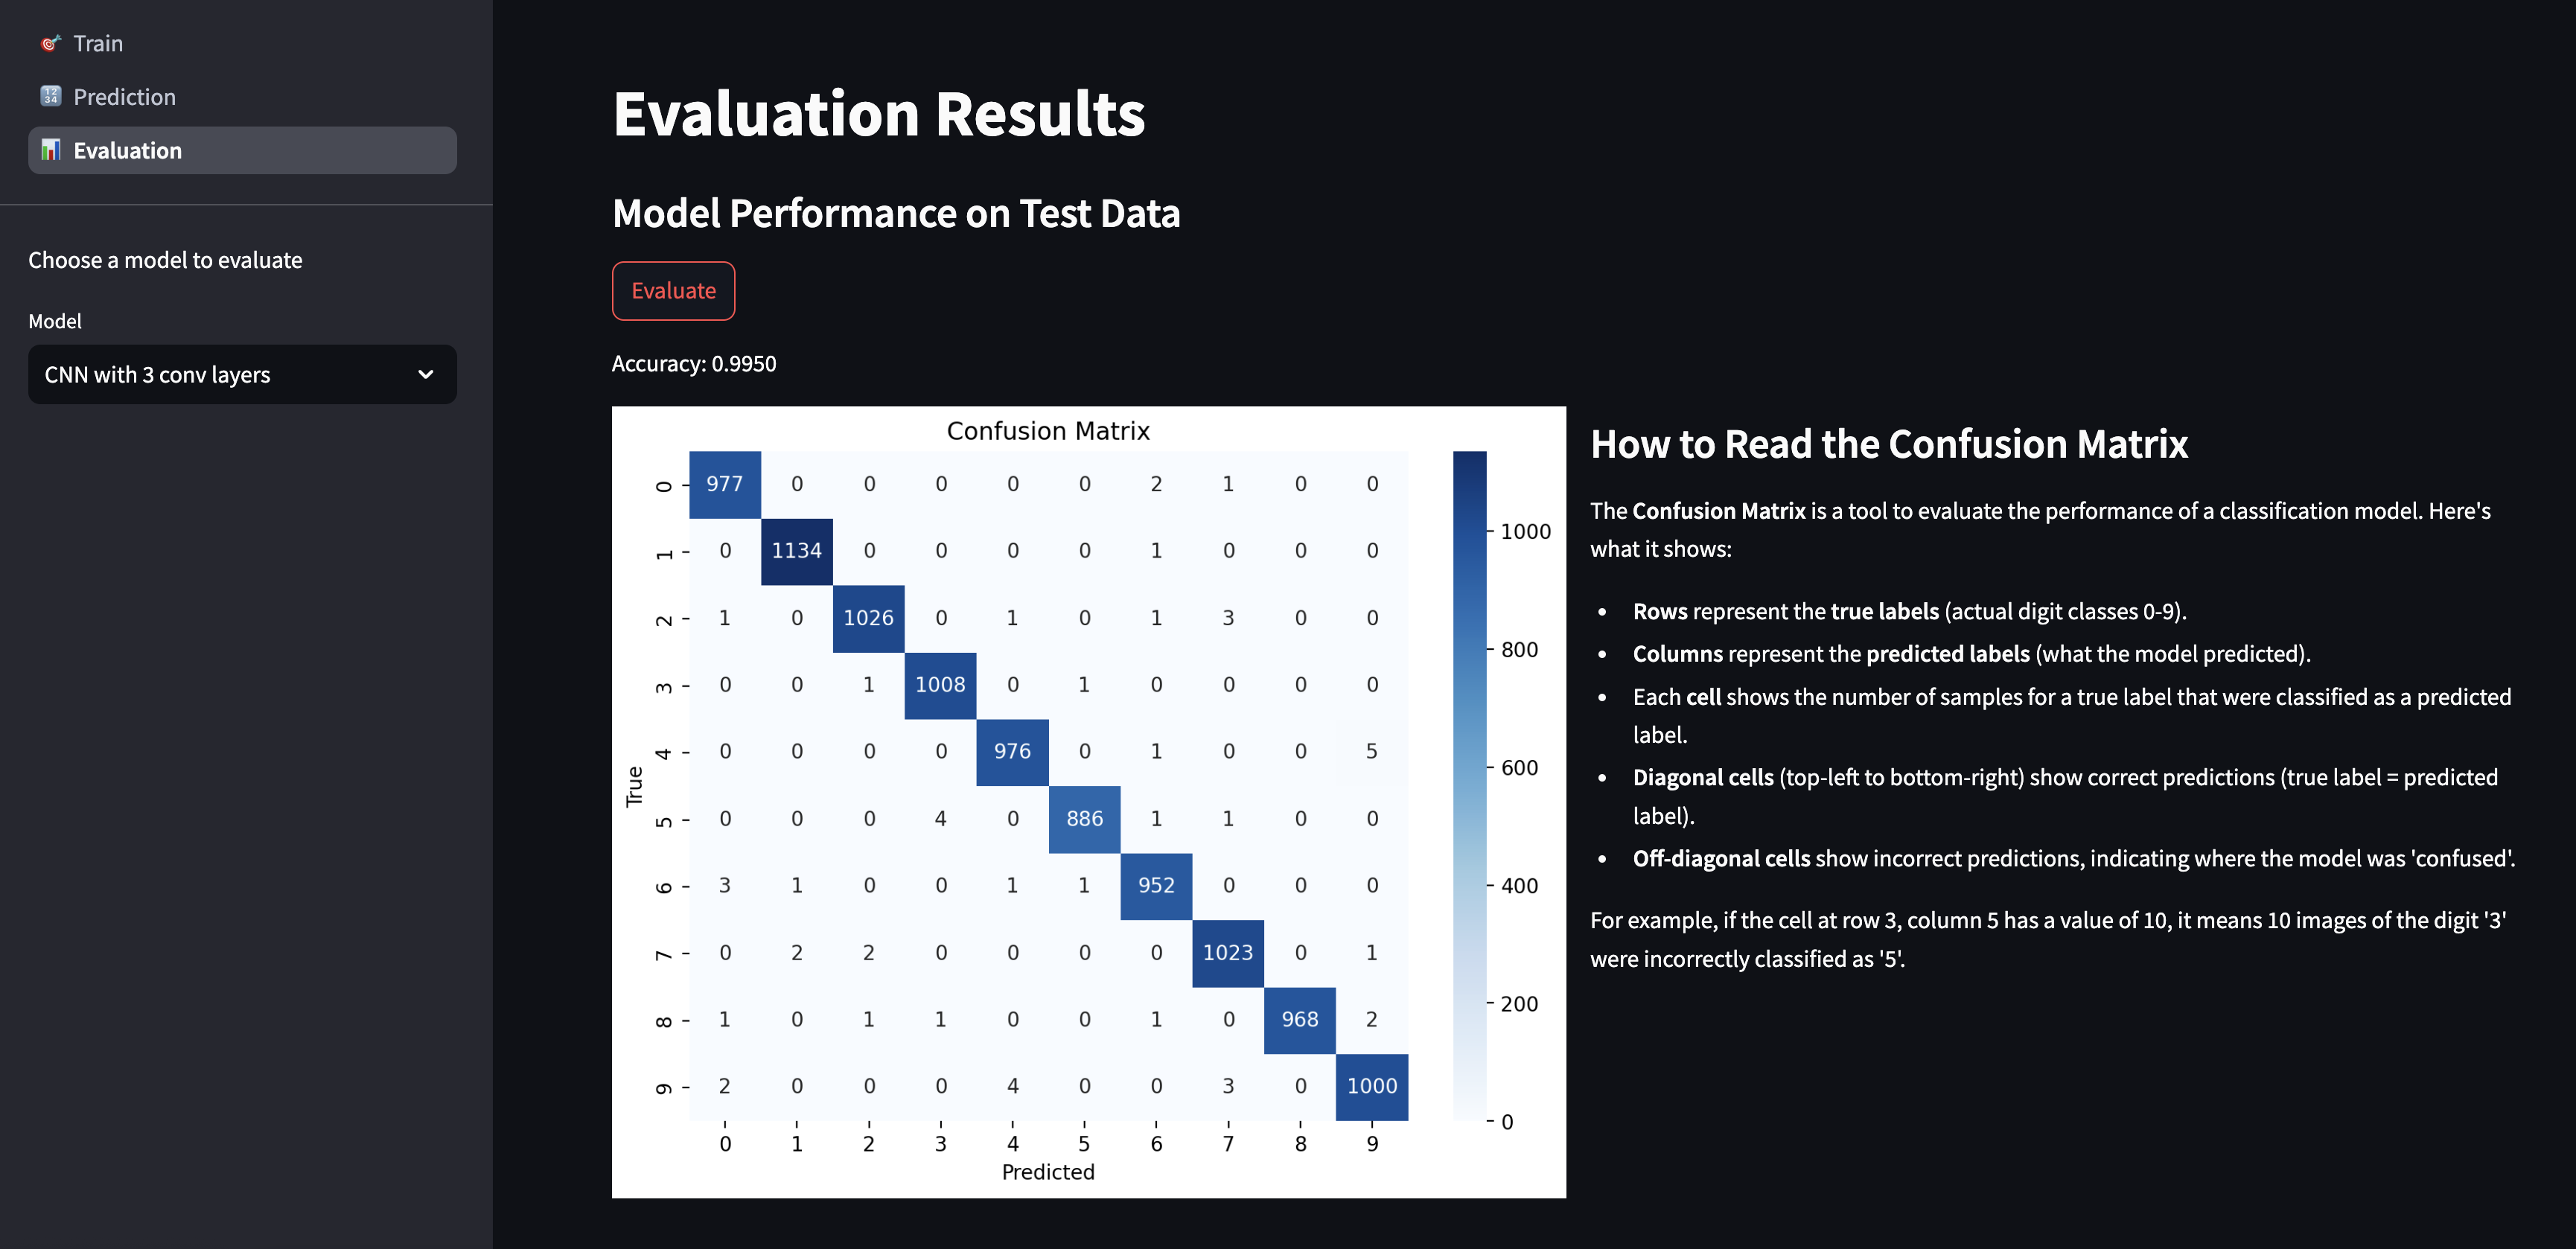 Train
Prediction
Evaluation
Choose a model to evaluate
Model
CNN with 3 conv layers
Evaluation Results
Model Performance on Test Data
Evaluate
Accuracy: 0.9950
Confusion Matrix
0 977 0 0 0 0 0 2 1 0 0
1 0 1134 0 0 0 0 1 0 0 0
2 1 0 1026 0 1 0 1 3 0 0
3 0 0 1 1008 0 1 0 0 0 0
4 0 0 0 0 976 0 1 0 0 5
5 0 0 0 4 0 886 1 1 0 0
6 3 1 0 0 1 1 952 0 0 0
7 0 2 2 0 0 0 0 1023 0 1
8 1 0 1 1 0 0 1 0 968 2
9 2 0 0 0 4 0 0 3 0 1000
0 1 2 3 4 5 6 7 8 9
True
Predicted
1000
800
600
400
200
0
How to Read the Confusion Matrix
The Confusion Matrix is a tool to evaluate the performance of a classification model. Here's
what it shows:
• Rows represent the true labels (actual digit classes 0-9).
• Columns represent the predicted labels (what the model predicted).
• Each cell shows the number of samples for a true label that were classified as a predicted
label.
• Diagonal cells (top-left to bottom-right) show correct predictions (true label = predicted
label).
• Off-diagonal cells show incorrect predictions, indicating where the model was 'confused'.
For example, if the cell at row 3, column 5 has a value of 10, it means 10 images of the digit '3'
were incorrectly classified as '5'.